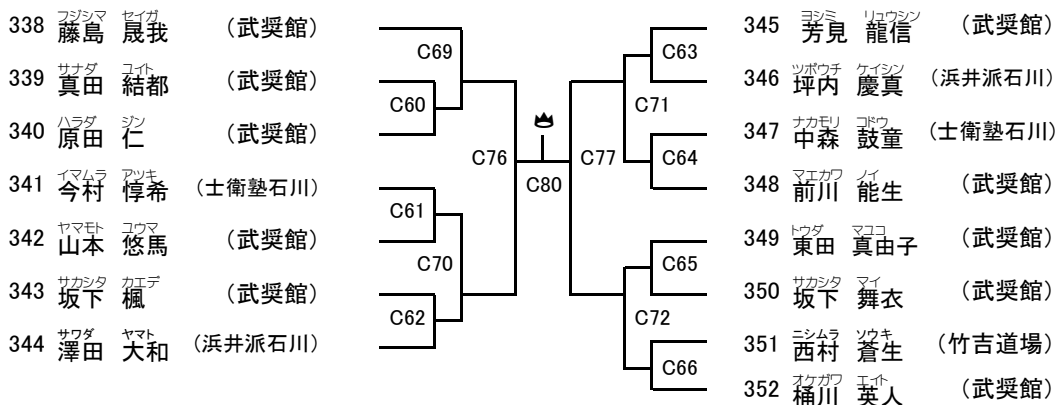 フジシマ セイガ
338 藤島 晟我 (武奨館)
サナダ ユイト
339 真田 結都 (武奨館)
ハラダ ジン
340 原田 仁 (武奨館)
イマムラ アツキ
341 今村 惇希 (士衛塾石川)
ヤマモト ユウマ
342 山本 悠馬 (武奨館)
サカシタ カエデ
343 坂下 楓 (武奨館)
サワダ ヤマト
344 澤田 大和 (浜井派石川)
C69
C60
C76
C61
C70
C62
C80
C63
C71
C77
C64
C65
C72
C66
ヨシミ リュウシン
345 芳見 龍信 (武奨館)
ツボウチ ケイシン
346 坪内 慶真 (浜井派石川)
ナカモリ コドウ
347 中森 鼓童 (士衛塾石川)
マエカワ ノイ
348 前川 能生 (武奨館)
トウダ マユコ
349 東田 真由子 (武奨館)
サカシタ マイ
350 坂下 舞衣 (武奨館)
ニシムラ ソウキ
351 西村 蒼生 (竹吉道場)
オケガワ エイト
352 桶川 英人 (武奨館)